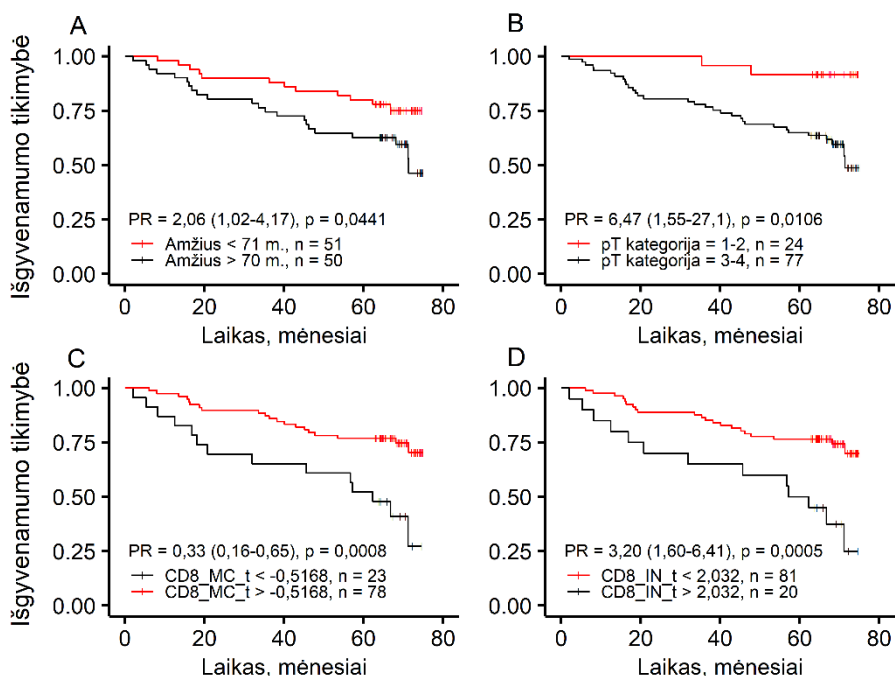 A
Išgyvenamumo tikimybė
1.00
0.75
0.50
0.25
0.00
PR = 2,06 (1,02-4,17), p = 0,0441
Amžius < 71 m., n = 51
Amžius > 70 m., n = 50
0 20 40 60 80
Laikas, mėnesiai
B
1.00
0.75
0.50
0.25
0.00
PR = 6,47 (1,55-27,1), p = 0,0106
pT kategorija = 1-2, n = 24
pT kategorija = 3-4, n = 77
0 20 40 60 80
Laikas, mėnesiai
C
Išgyvenamumo tikimybė
1.00
0.75
0.50
0.25
0.00
PR = 0,33 (0,16-0,65), p = 0,0008
CD8_MC_t < -0,5168, n = 23
CD8_MC_t > -0,5168, n = 78
0 20 40 60 80
Laikas, mėnesiai
D
1.00
0.75
0.50
0.25
0.00
PR = 3,20 (1,60-6,41), p = 0,0005
CD8_IN_t < 2,032, n = 81
CD8_IN_t > 2,032, n = 20
0 20 40 60 80
Laikas, mėnesiai